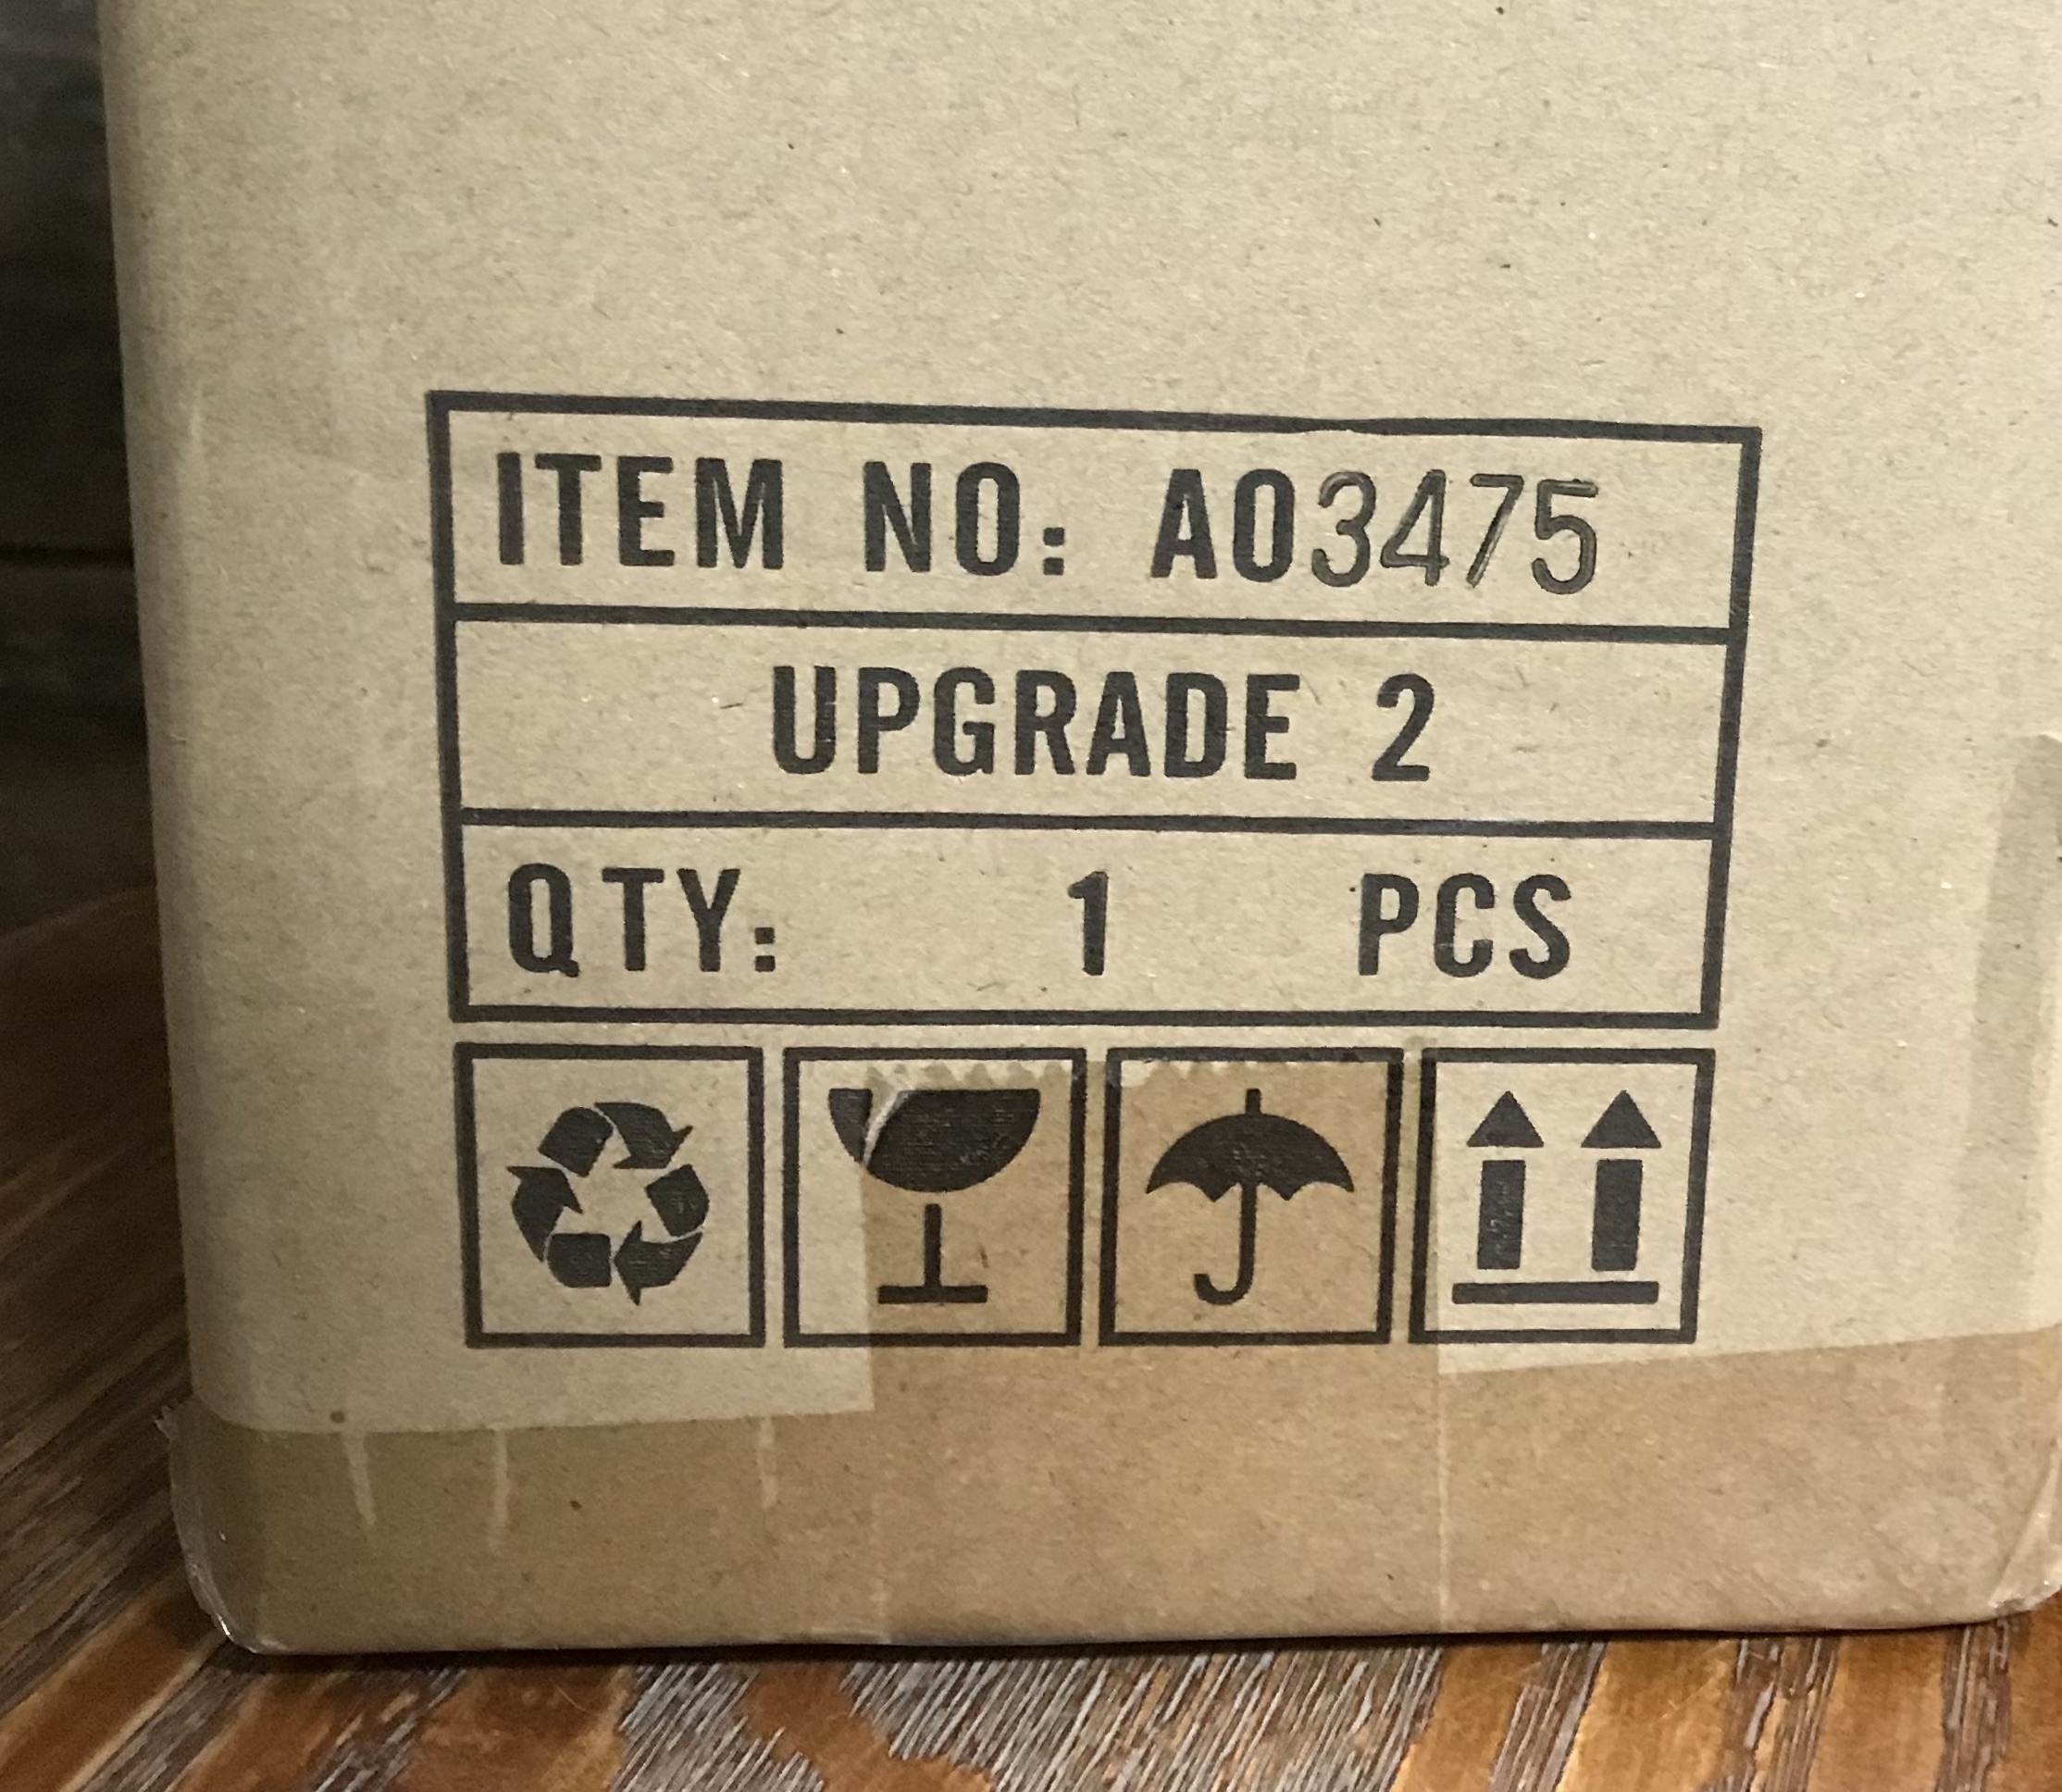 ITEM NO: A03475
UPGRADE 2
QTY: 1 PCS